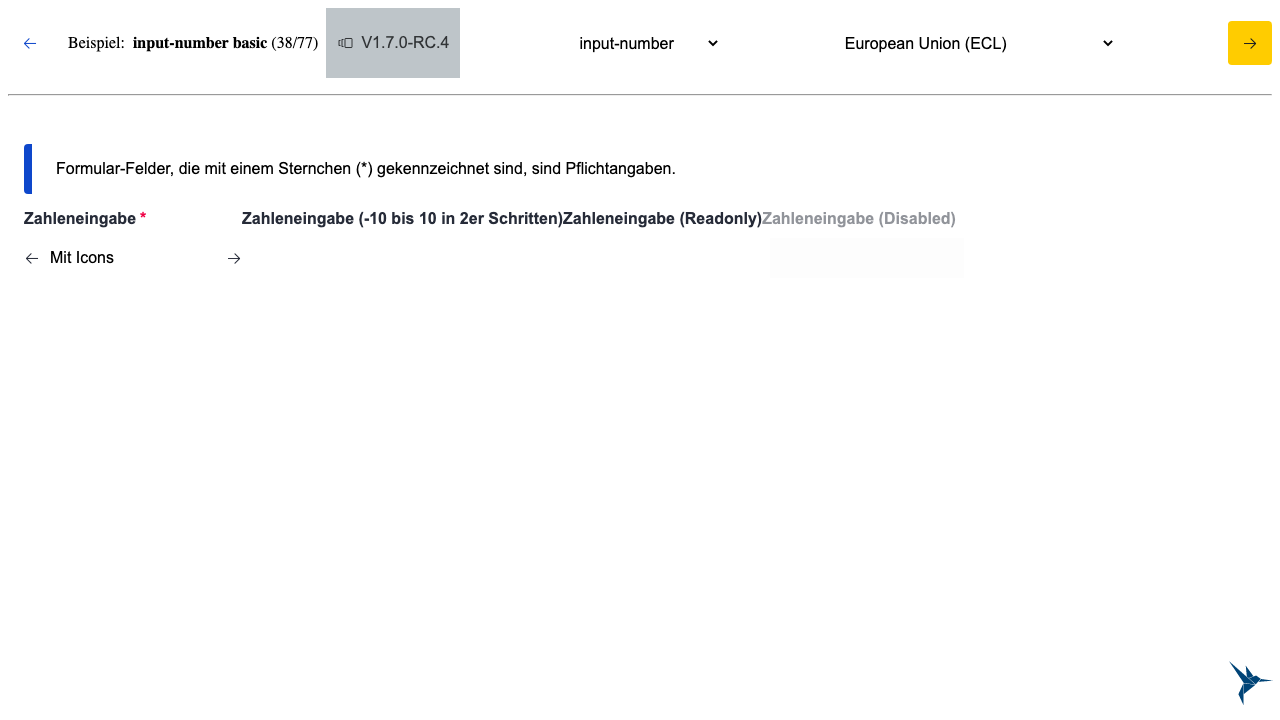 Beispiel: input-number basic (38/77) V1.7.0-RC.4 input-number European Union (ECL)
Formular-Felder, die mit einem Sternchen (*) gekennzeichnet sind, sind Pflichtangaben.
Zahleneingabe * Zahleneingabe (-10 bis 10 in 2er Schritten) Zahleneingabe (Readonly) Zahleneingabe (Disabled)
Mit Icons